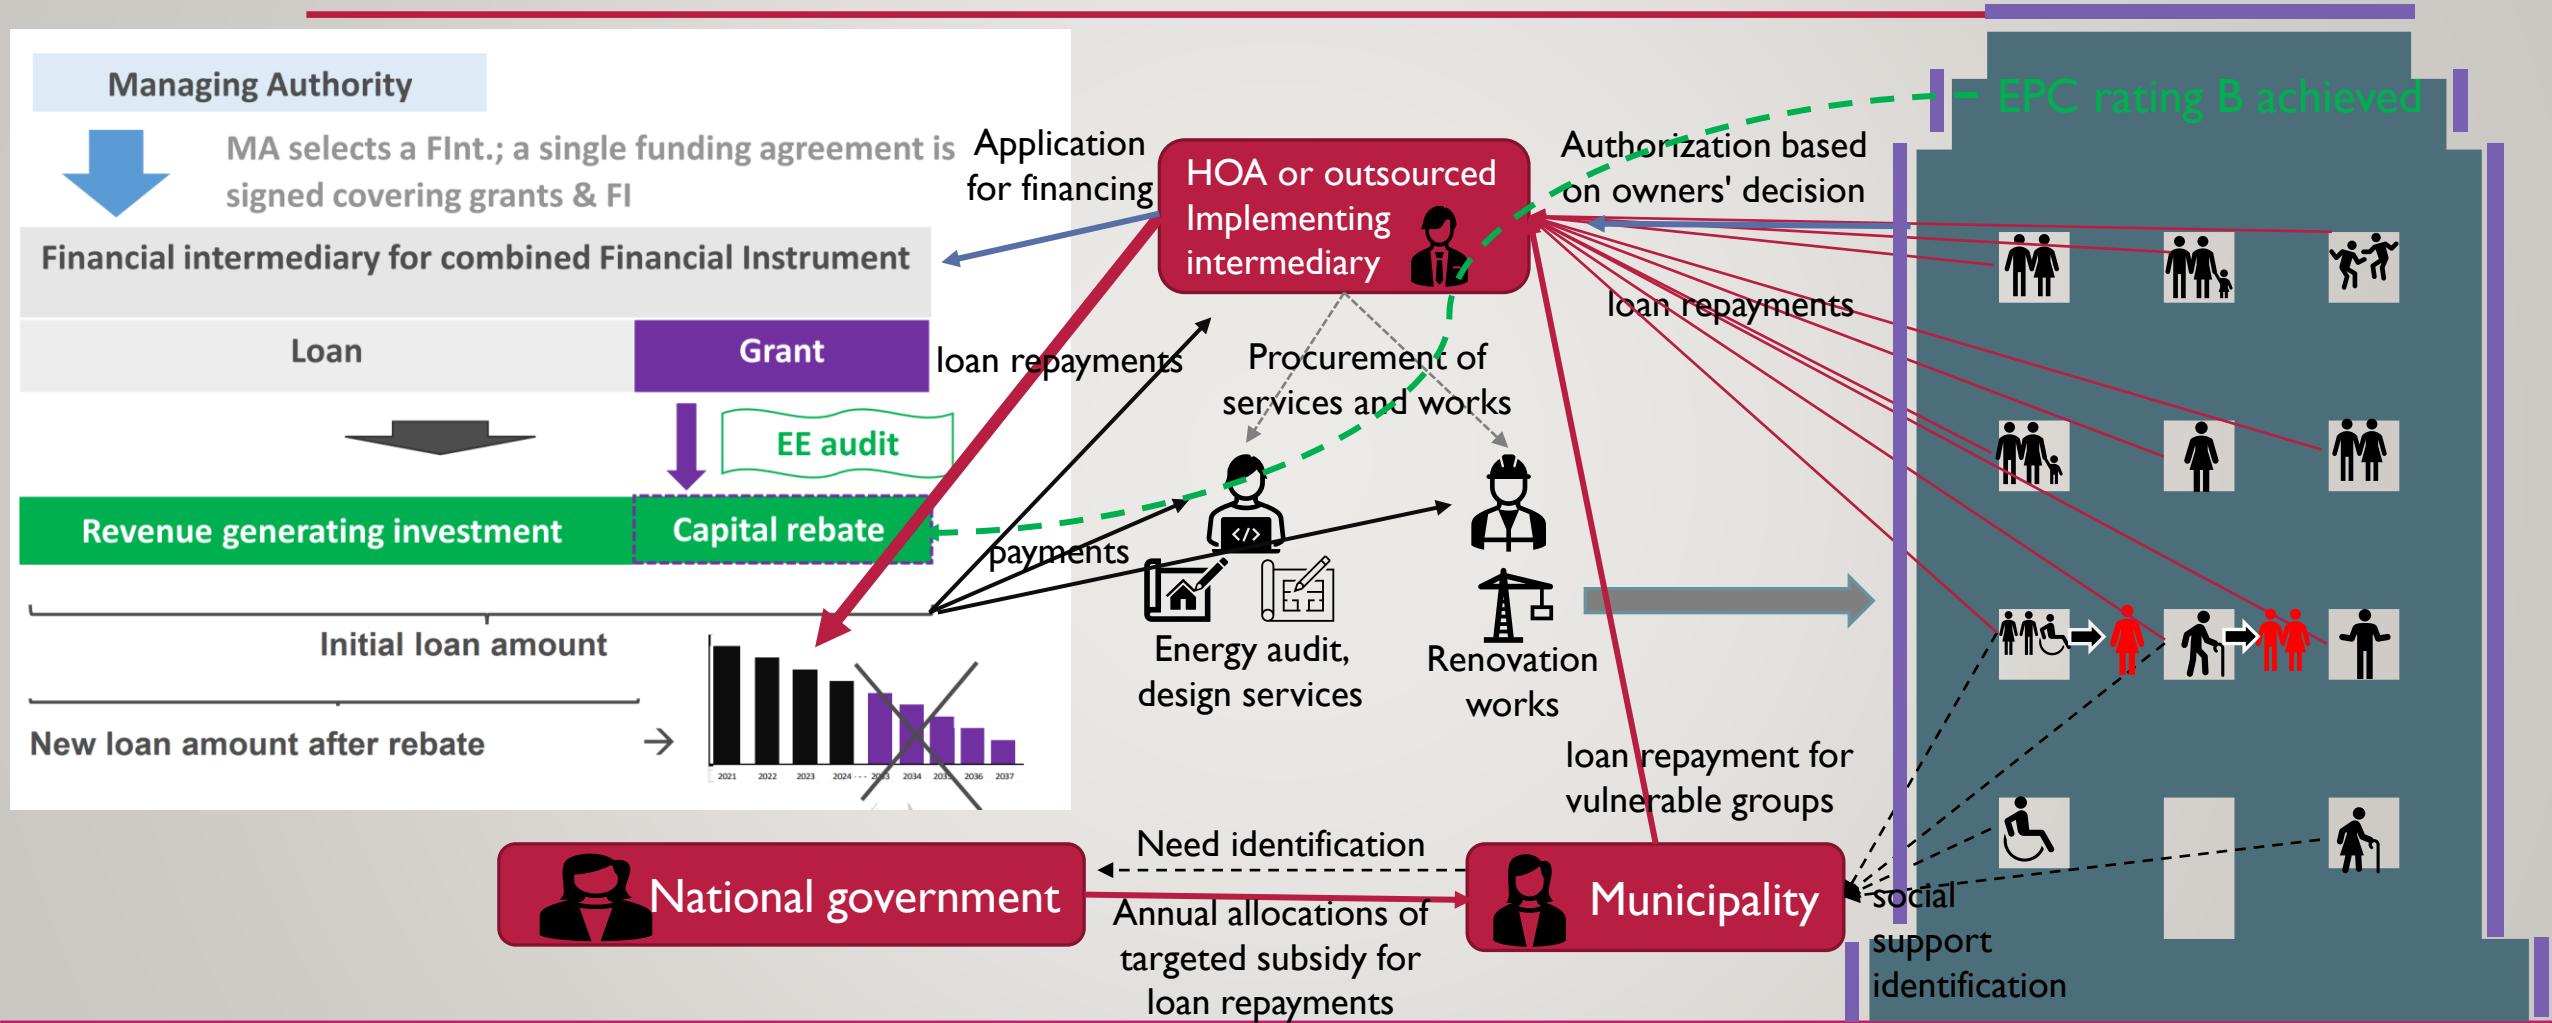 Managing Authority
MA selects a FInt.; a single funding agreement is
signed covering grants & FI
Financial intermediary for combined Financial Instrument
Loan
Grant
EE audit
Revenue generating investment
Capital rebate
Initial loan amount
New loan amount after rebate
2021 2022 2023 2024 --- 2033 2034 2035 2036 2037
Application
for financing
loan repayments
payments
HOA or outsourced
Implementing
intermediary
Procurement of
services and works
Energy audit,
design services
Renovation
works
Authorization based
on owners' decision
loan repayments
EPC rating B achieved
loan repayment for
vulnerable groups
National government
Need identification
Annual allocations of
targeted subsidy for
loan repayments
Municipality
social
support
identification